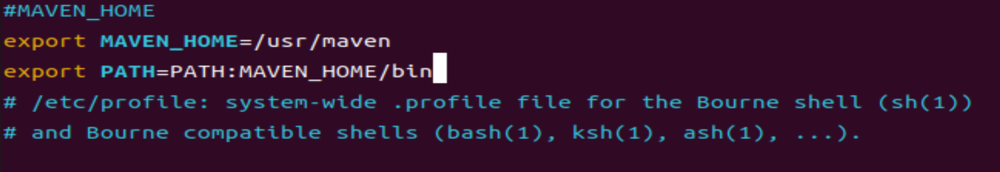 #MAVEN_HOME
export MAVEN_HOME=/usr/maven
export PATH=PATH:MAVEN_HOME/bin
# /etc/profile: system-wide .profile file for the Bourne shell (sh(1))
# and Bourne compatible shells (bash(1), ksh(1), ash(1), ...).